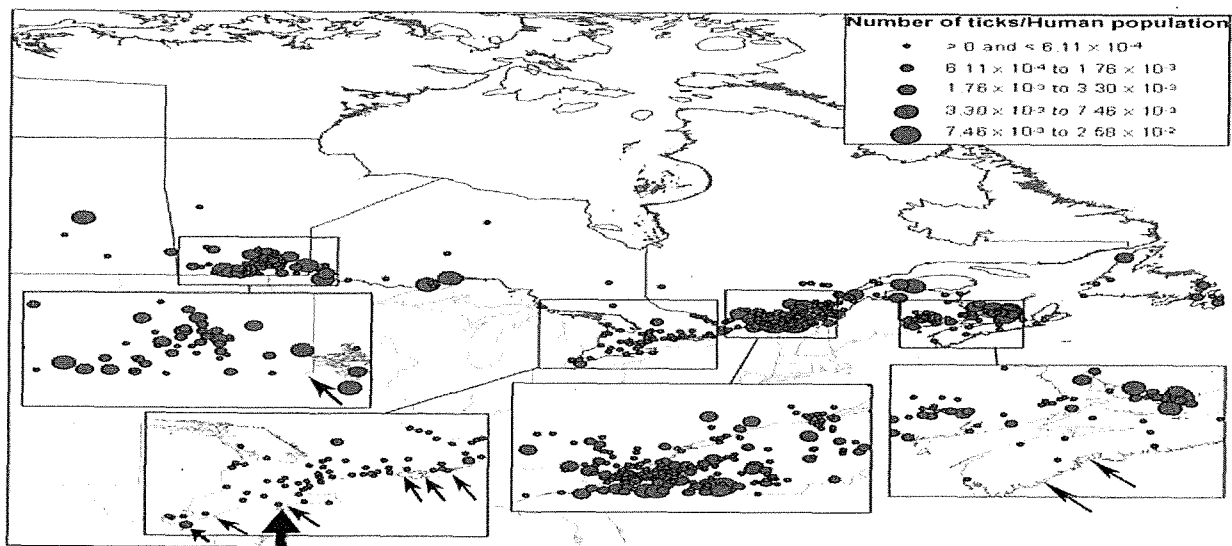 Number of ticks/Human population
> 0 and ≤ 6.11 × 10⁻⁴
6.11 × 10⁻⁴ to 1.76 × 10⁻³
1.76 × 10⁻³ to 3.30 × 10⁻³
3.30 × 10⁻³ to 7.46 × 10⁻³
7.46 × 10⁻³ to 2.58 × 10⁻²